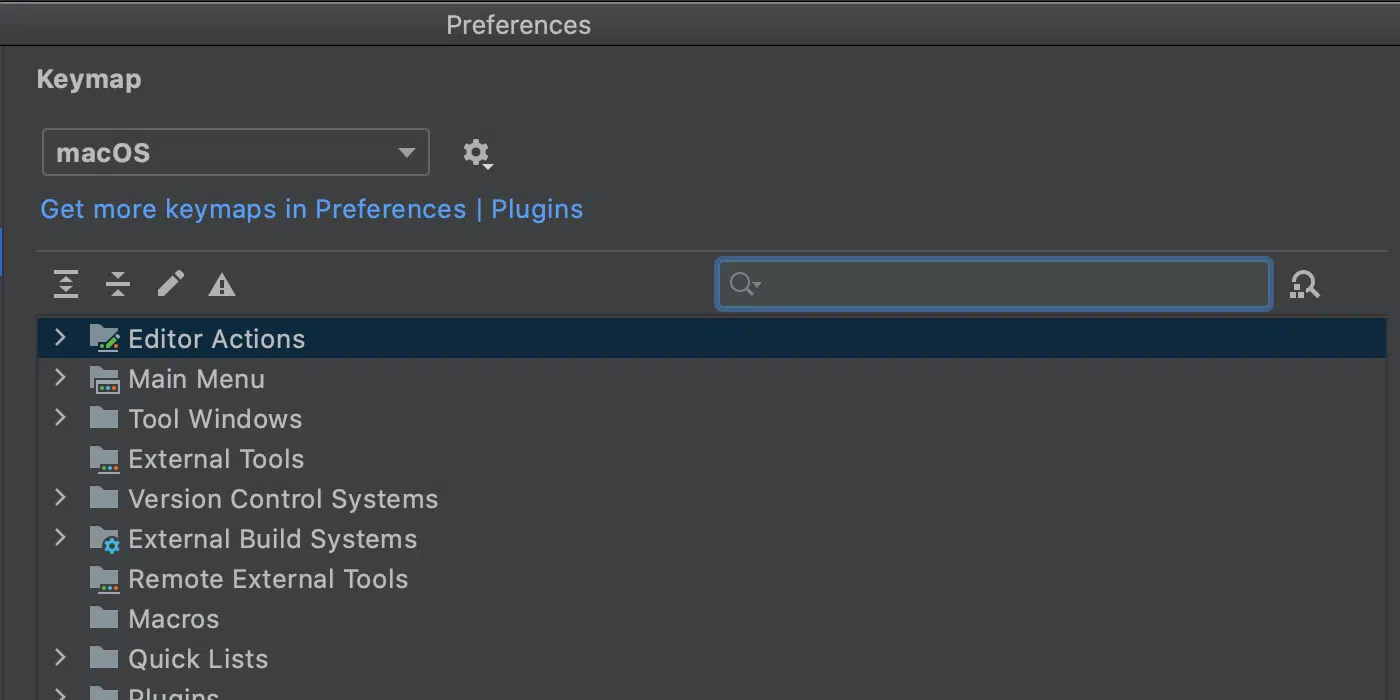 Preferences
Keymap
macOS
Get more keymaps in Preferences | Plugins
Editor Actions
Main Menu
Tool Windows
External Tools
Version Control Systems
External Build Systems
Remote External Tools
Macros
Quick Lists
Plugins